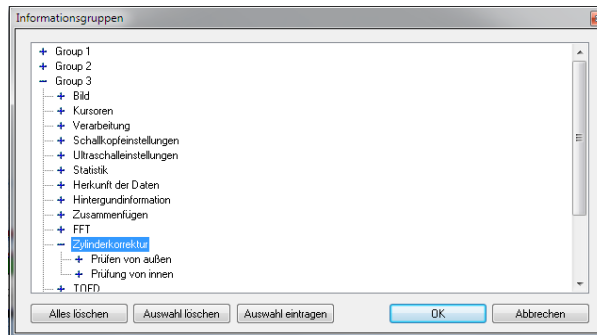 Informationsgruppen
Group 1
Group 2
Group 3
Bild
Kursoren
Verarbeitung
Schallkopfeinstellungen
Ultraschalleinstellungen
Statistik
Herkunft der Daten
Hintergundinformation
Zusammenfügen
FFT
Zylinderkorrektur
Prüfen von außen
Prüfung von innen
TOFD
Alles löschen Auswahl löschen Auswahl eintragen OK Abbrechen